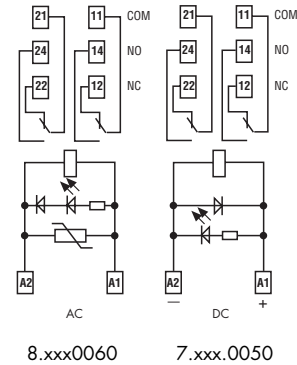 21 11 COM 21 11 COM
24 14 NO 24 14 NO
22 12 NC 22 12 NC
A2 A1 A2 A1
AC — DC +
8.xxx0060 7.xxx.0050